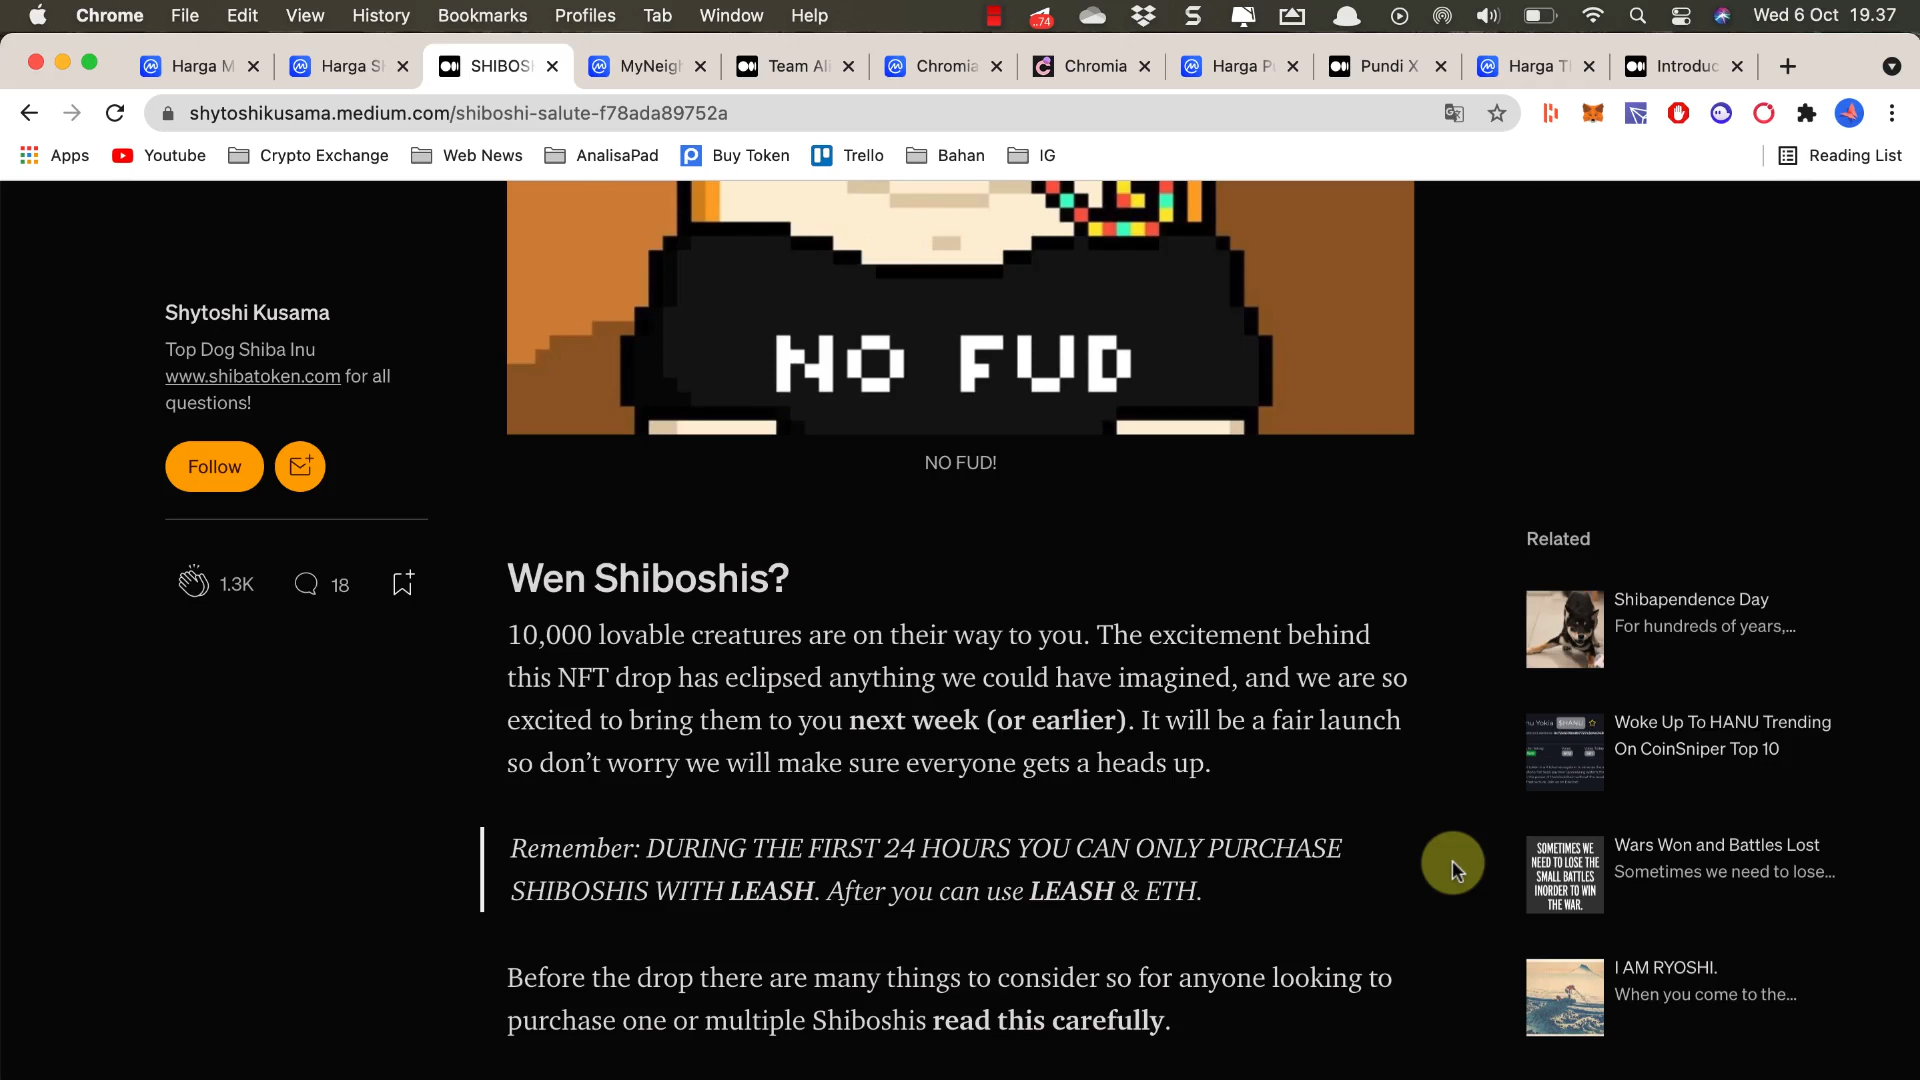 Chrome File Edit View History Bookmarks Profiles Tab Window Help ..74 Wed 6 Oct 19.37
Harga M Harga S SHIBOS MyNeigh Team Ali Chromia Chromia Harga P Pundi X Harga T Introduc
shytoshikusama.medium.com/shiboshi-salute-f78ada89752a
Apps Youtube Crypto Exchange Web News AnalisaPad Buy Token Trello Bahan IG Reading List
Shytoshi Kusama
Top Dog Shiba Inu
www.shibatoken.com for all
questions!
Follow
1.3K 18
NO FUD
NO FUD!
Wen Shiboshis?
10,000 lovable creatures are on their way to you. The excitement behind
this NFT drop has eclipsed anything we could have imagined, and we are so
excited to bring them to you next week (or earlier). It will be a fair launch
so don’t worry we will make sure everyone gets a heads up.
Remember: DURING THE FIRST 24 HOURS YOU CAN ONLY PURCHASE
SHIBOSHIS WITH LEASH. After you can use LEASH & ETH.
Before the drop there are many things to consider so for anyone looking to
purchase one or multiple Shiboshis read this carefully.
Related
Shibapendence Day
For hundreds of years,...
Woke Up To HANU Trending
On CoinSniper Top 10
SOMETIMES WE
NEED TO LOSE THE
SMALL BATTLES
INORDER TO WIN
THE WAR.
Wars Won and Battles Lost
Sometimes we need to lose...
I AM RYOSHI.
When you come to the...